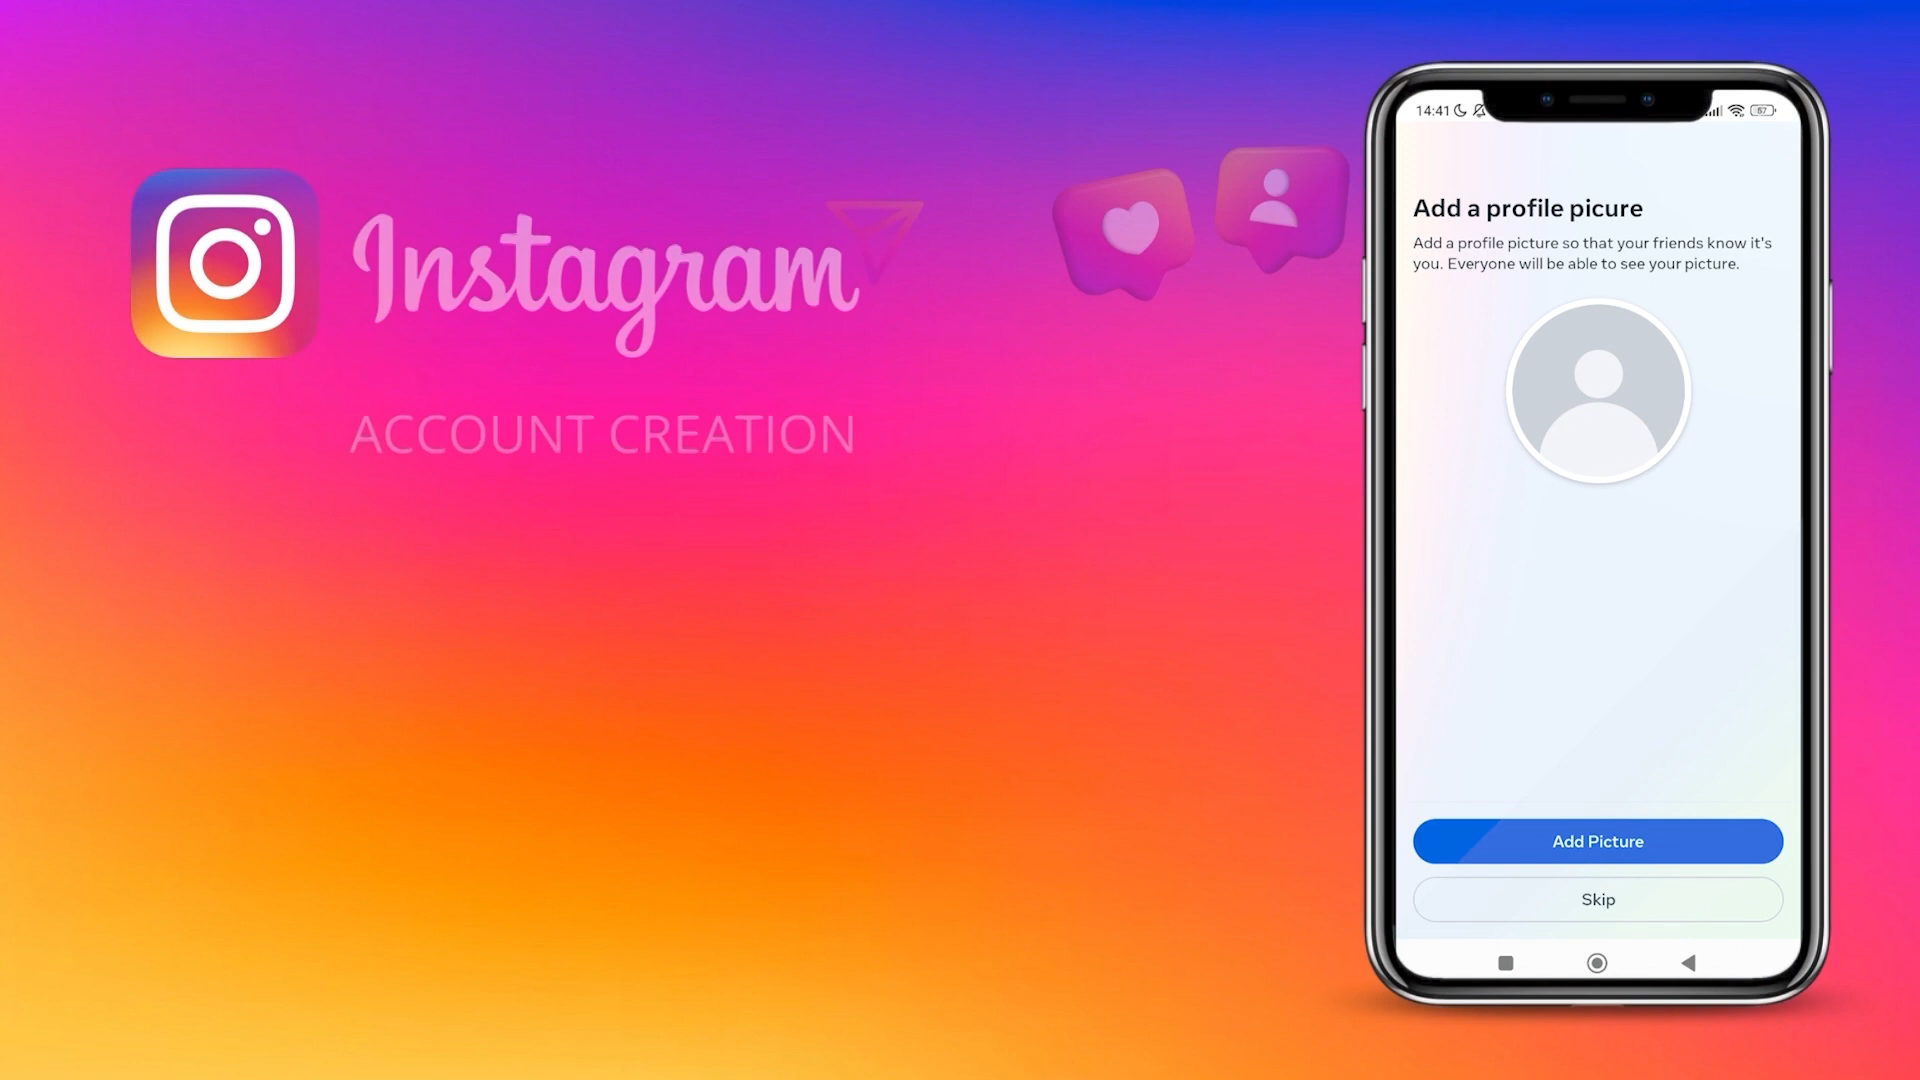 Instagram
ACCOUNT CREATION
14:41
57
Add a profile picure
Add a profile picture so that your friends know it's
you. Everyone will be able to see your picture.
Add Picture
Skip